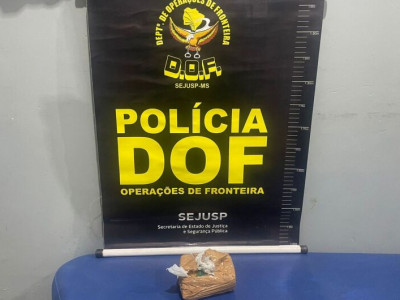 DEPTº. DE OPERAÇÕES DE FRONTEIRA
D.O.F.
SEJUSP-MS
POLÍCIA
DOF
OPERAÇÕES DE FRONTEIRA
SEJUSP
Secretaria de Estado de Justiça
e Segurança Pública